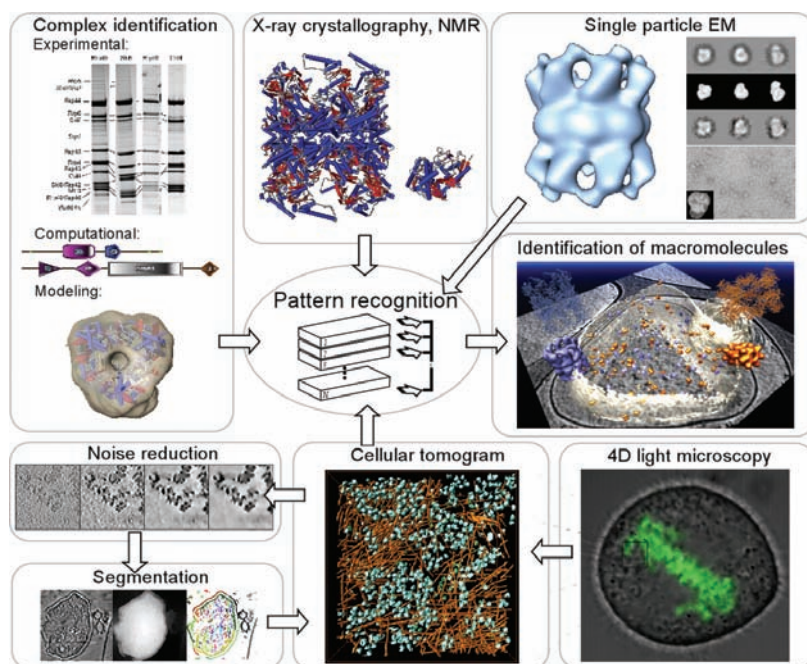 Complex identification
Experimental:
Computational:
Modeling:
X-ray crystallography, NMR
Single particle EM
Pattern recognition
Identification of macromolecules
Noise reduction
Segmentation
Cellular tomogram
4D light microscopy